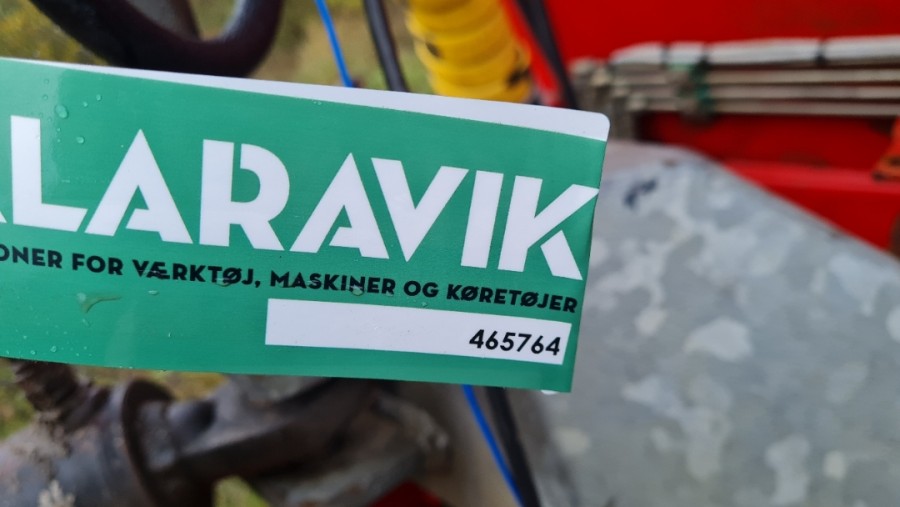 LARAVIK
ONER FOR VÆRKTØJ, MASKINER OG KØRETØJER
465764